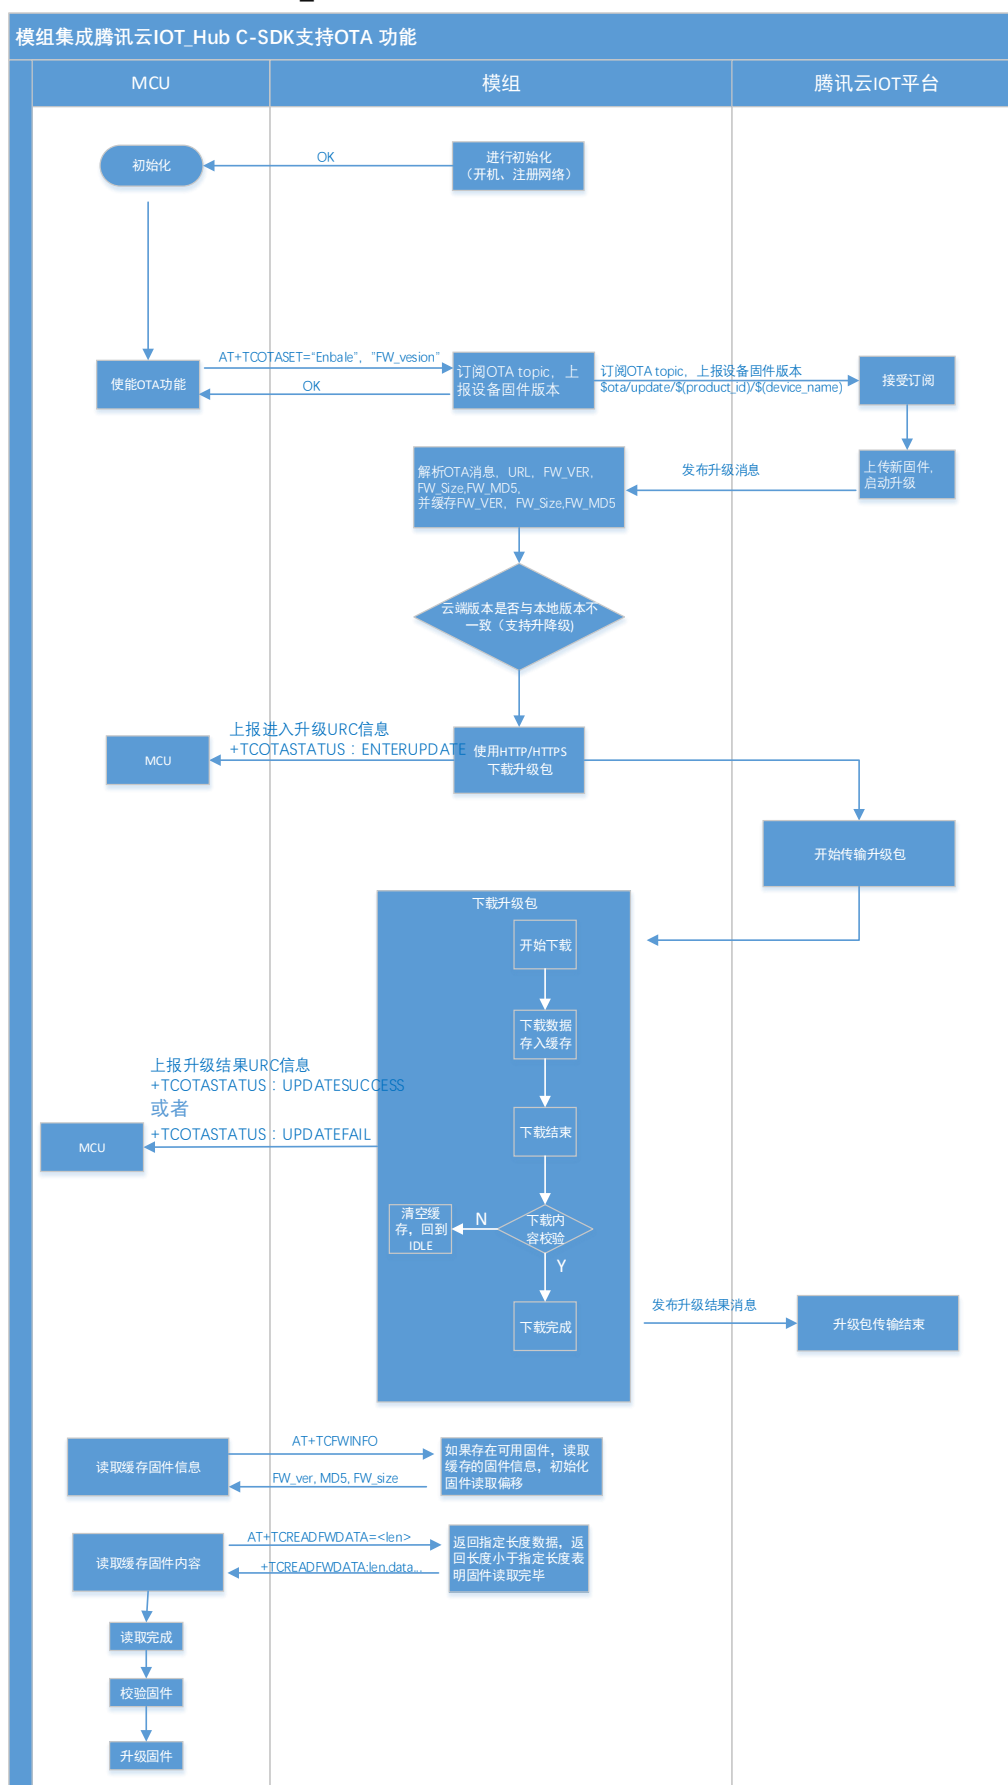 模组集成腾讯云IOT_Hub C-SDK支持OTA 功能
MCU
模组
腾讯云IOT平台
初始化
OK
进行初始化
（开机、注册网络）
AT+TCOTASET=“Enbale”，”FW_vesion”
使能OTA功能
OK
订阅OTA topic，上
报设备固件版本
订阅OTA topic，上报设备固件版本
$ota/update/$(product_id)/$(device_name)
接受订阅
上传新固件,
启动升级
发布升级消息
解析OTA消息，URL，FW_VER，
FW_Size,FW_MD5,
并缓存FW_VER，FW_Size,FW_MD5
云端版本是否与本地版本不
一致（支持升降级)
上报进入升级URC信息
+TCOTASTATUS：ENTERUPDATE
MCU
使用HTTP/HTTPS
下载升级包
开始传输升级包
下载升级包
开始下载
下载数据
存入缓存
上报升级结果URC信息
+TCOTASTATUS：UPDATESUCCESS
或者
+TCOTASTATUS：UPDATEFAIL
MCU
下载结束
下载内
容校验
N
清空缓
存，回到
IDLE
Y
下载完成
发布升级结果消息
升级包传输结束
读取缓存固件信息
AT+TCFWINFO
FW_ver, MD5, FW_size
如果存在可用固件，读取
缓存的固件信息，初始化
固件读取偏移
读取缓存固件内容
AT+TCREADFWDATA=<len>
+TCREADFWDATA:len,data...
返回指定长度数据，返
回长度小于指定长度表
明固件读取完毕
读取完成
校验固件
升级固件